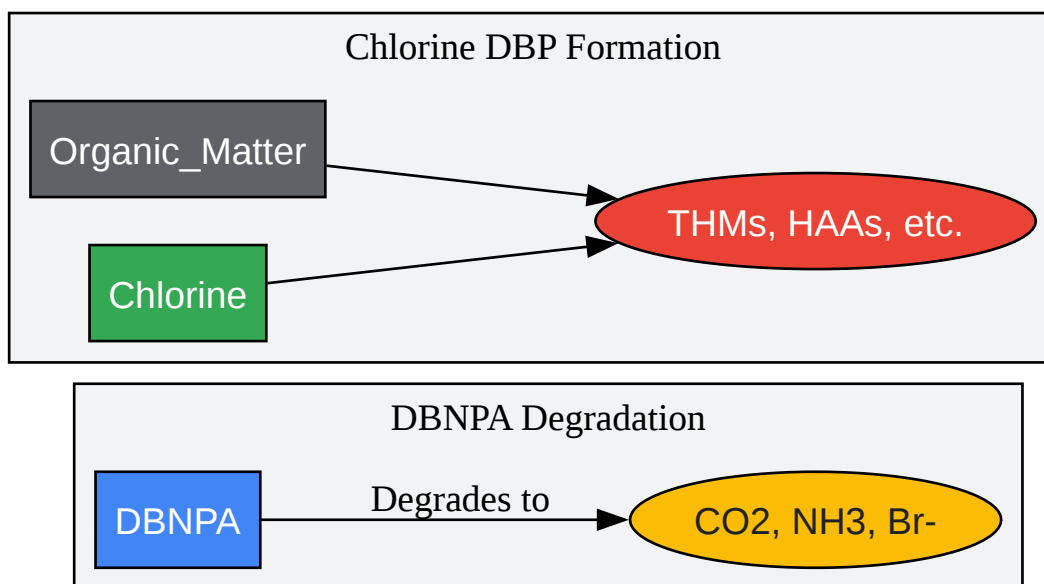 Chlorine DBP Formation
Organic_Matter
THMs, HAAs, etc.
Chlorine
DBNPA Degradation
DBNPA
Degrades to
CO2, NH3, Br-